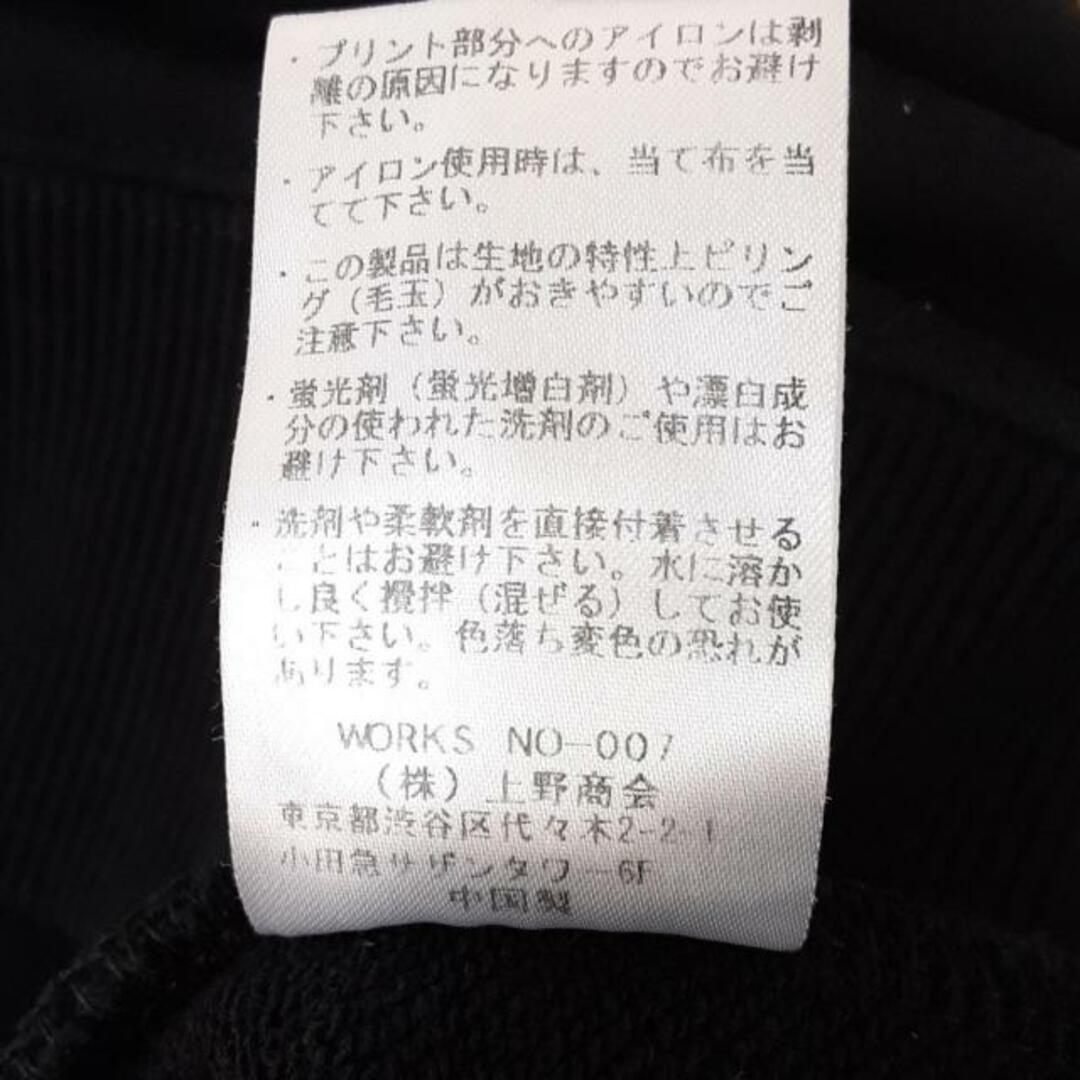 ・プリント部分へのアイロンは剥
離の原因になりますのでお避け
下さい。
・アイロン使用時は、当て布を当
てて下さい。
・この製品は生地の特性上ピリン
グ（毛玉）がおきやすいのでご
注意下さい。
・蛍光剤（蛍光増白剤）や漂白成
分の使われた洗剤のご使用はお
避け下さい。
・洗剤や柔軟剤を直接付着させる
ことはお避け下さい。水に溶か
し良く攪拌（混ぜる）してお使
い下さい。色落ち変色の恐れが
あります。
WORKS NO-007
（株）上野商会
東京都渋谷区代々木2-2-1
小田急サザンタワー6F
中国製